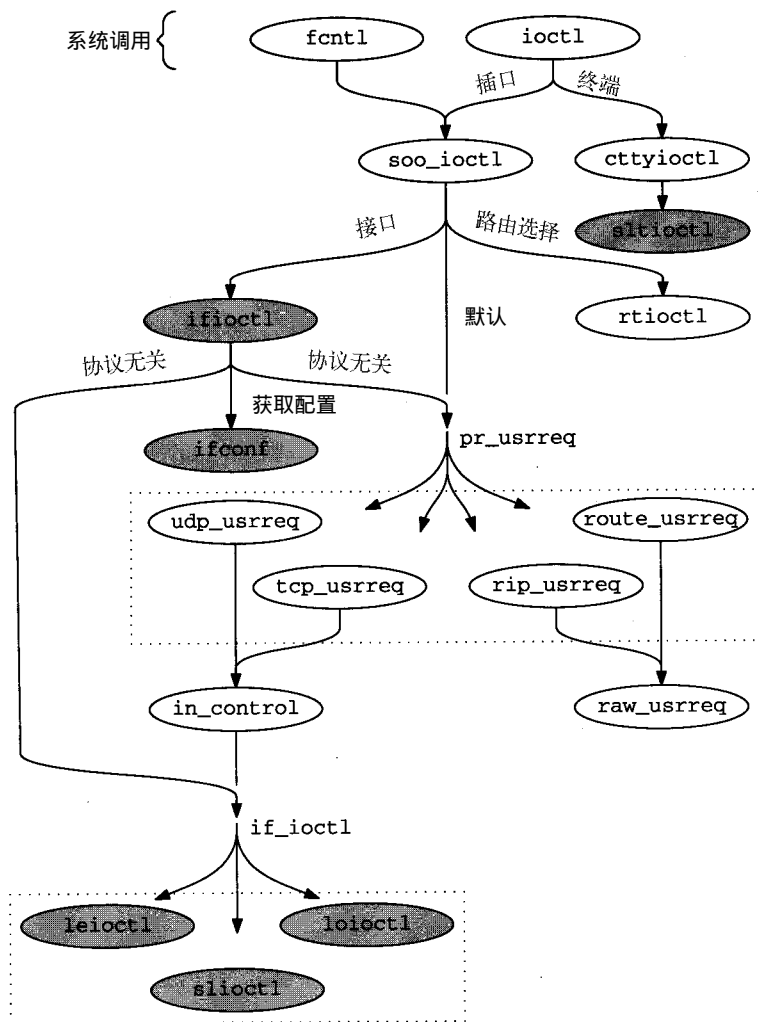 系统调用
fcntl
ioctl
插口
终端
soo_ioctl
cttyioctl
sltioctl
接口
路由选择
ifioctl
默认
rtioctl
协议无关
协议无关
获取配置
ifconf
pr_usrreq
udp_usrreq
route_usrreq
tcp_usrreq
rip_usrreq
in_control
raw_usrreq
if_ioctl
leioctl
loioctl
slioctl